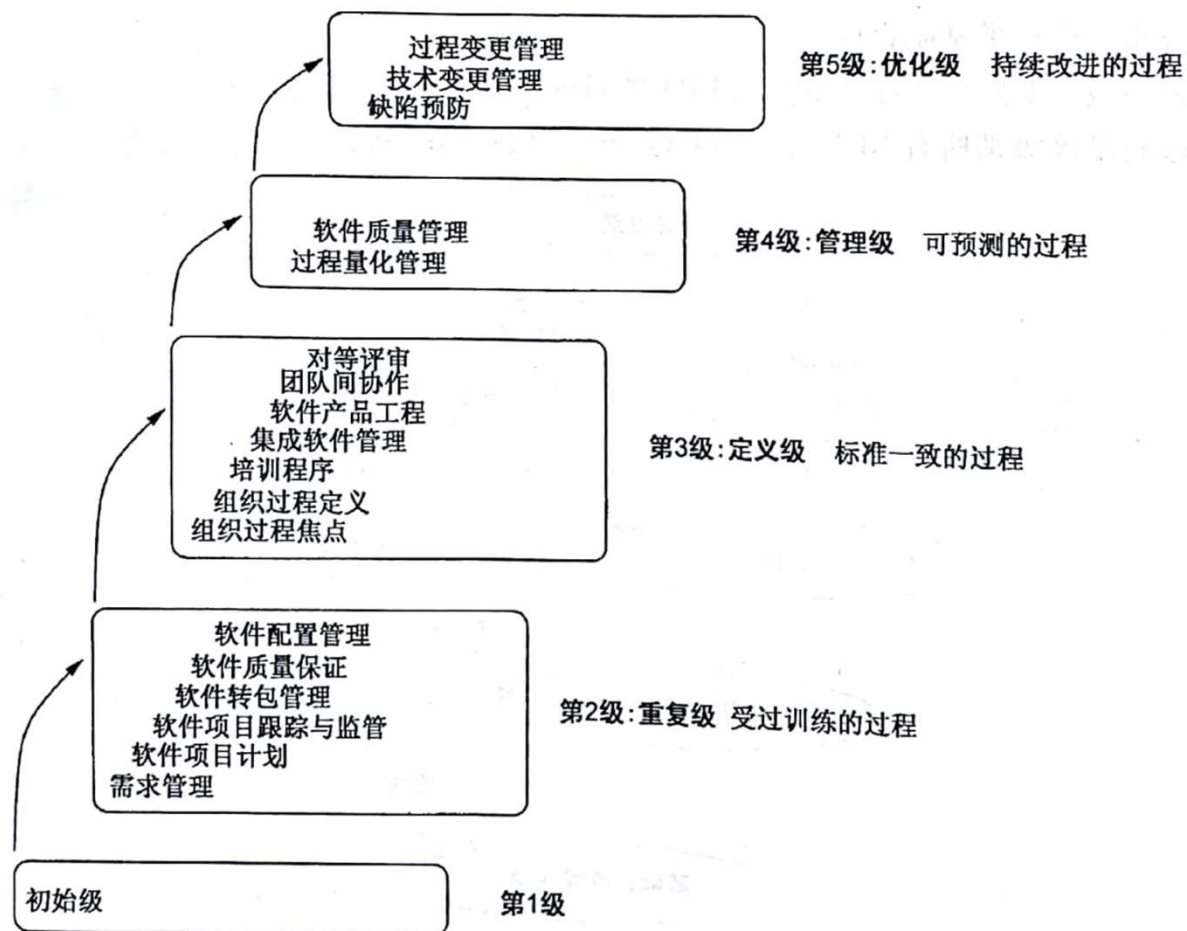 过程变更管理
技术变更管理
缺陷预防
第5级:优化级 持续改进的过程
软件质量管理
过程量化管理
第4级:管理级 可预测的过程
对等评审
团队间协作
软件产品工程
集成软件管理
培训程序
组织过程定义
组织过程焦点
第3级:定义级 标准一致的过程
软件配置管理
软件质量保证
软件转包管理
软件项目跟踪与监管
软件项目计划
需求管理
第2级:重复级 受过训练的过程
初始级
第1级